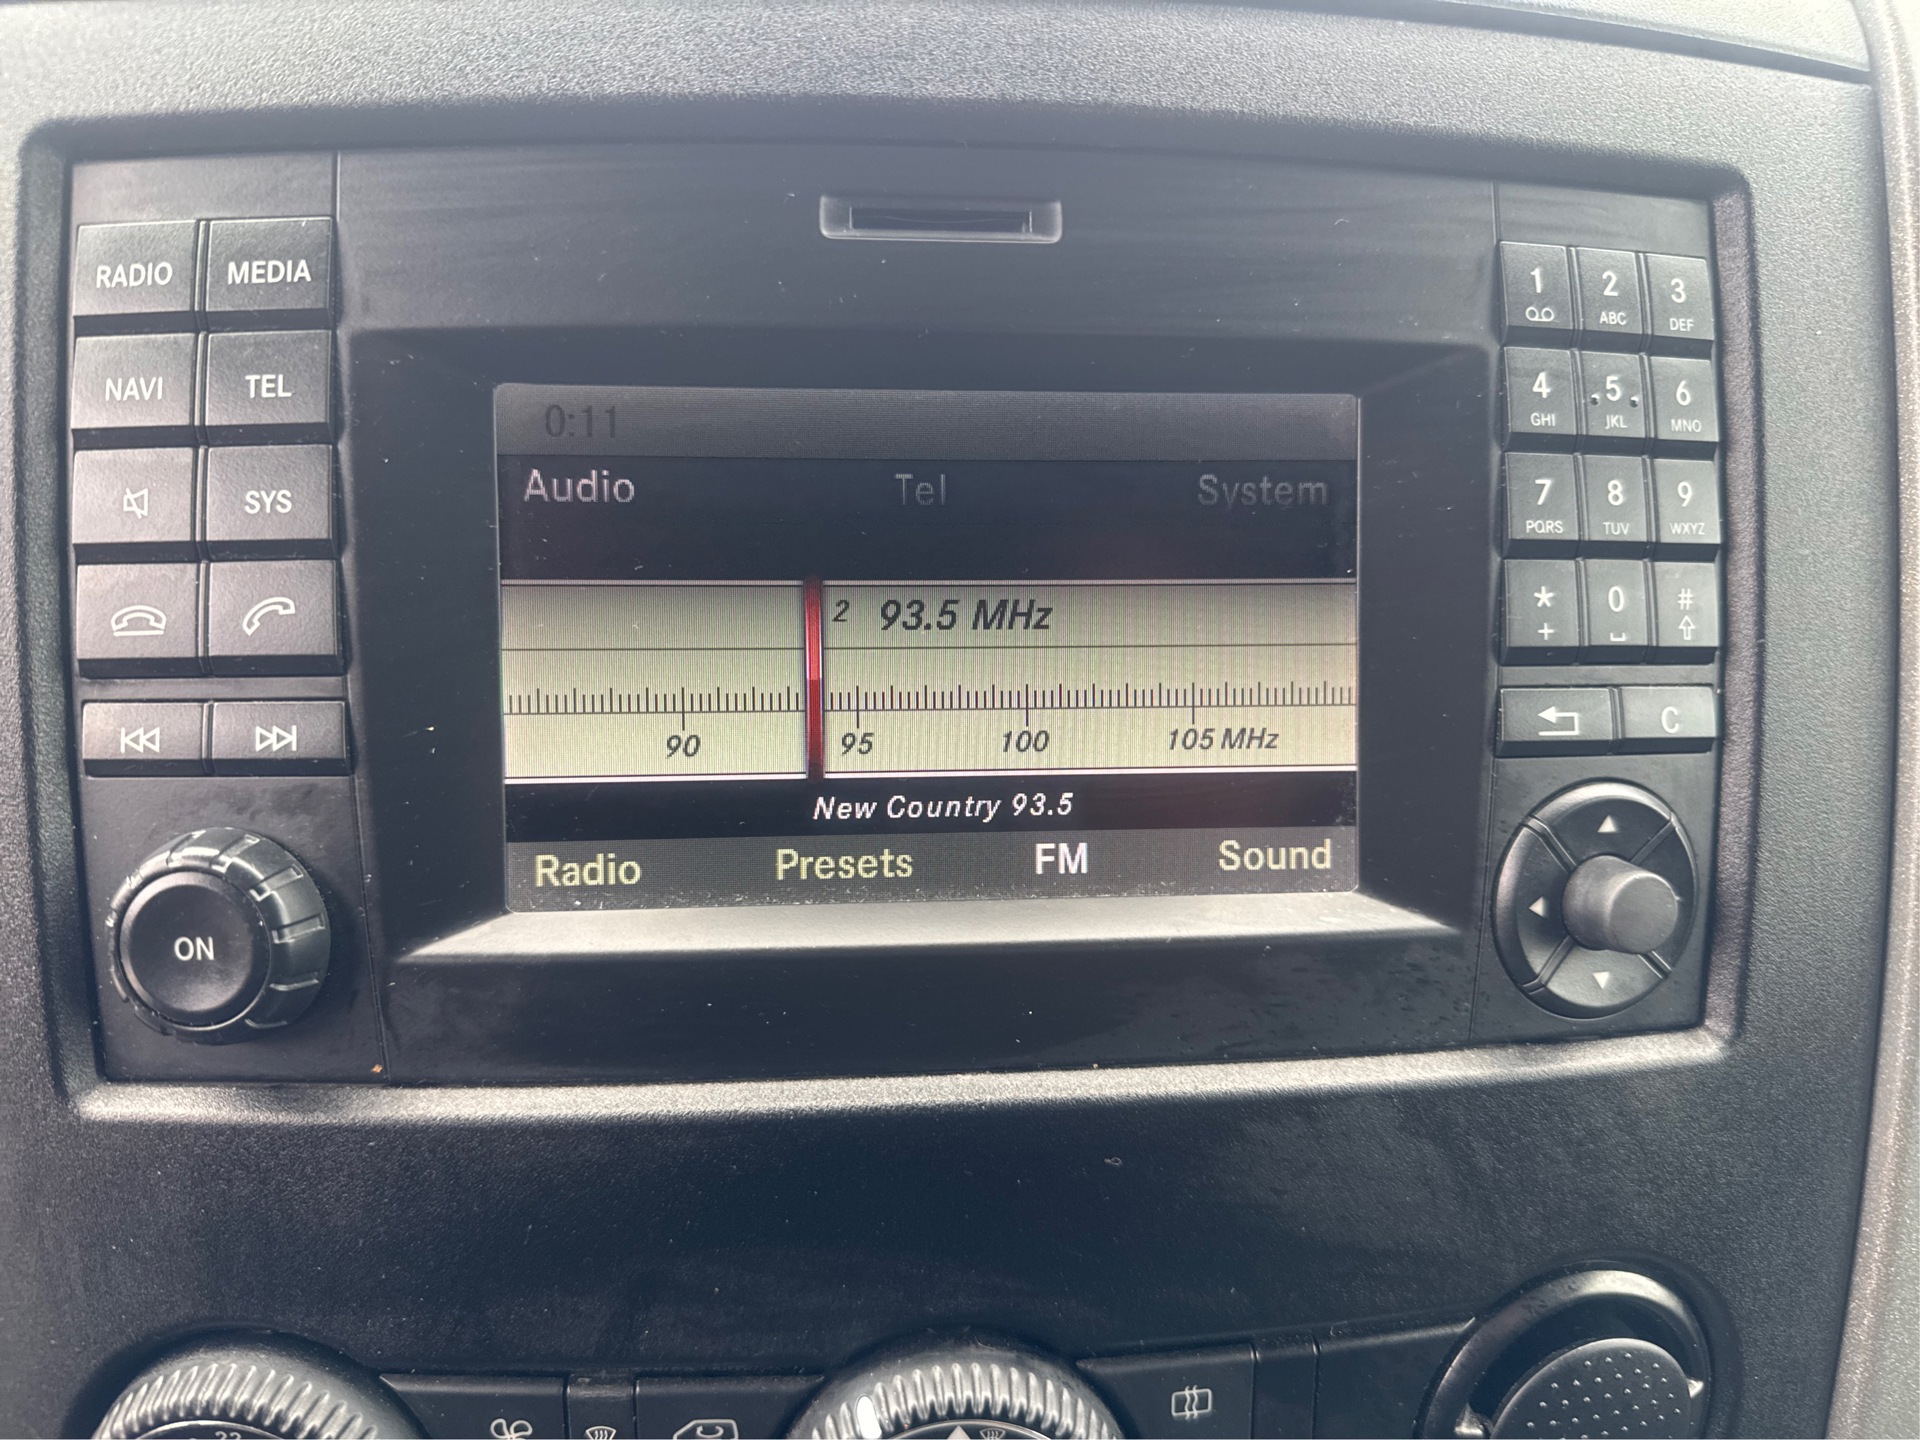 RADIO MEDIA
NAVI TEL
SYS
ON
0:11
Audio Tel System
2 93.5 MHz
90 95 100 105 MHz
New Country 93.5
Radio Presets FM Sound
1 2 ABC 3 DEF
4 GHI 5 JKL 6 MNO
7 PQRS 8 TUV 9 WXYZ
* + 0 #
C
22